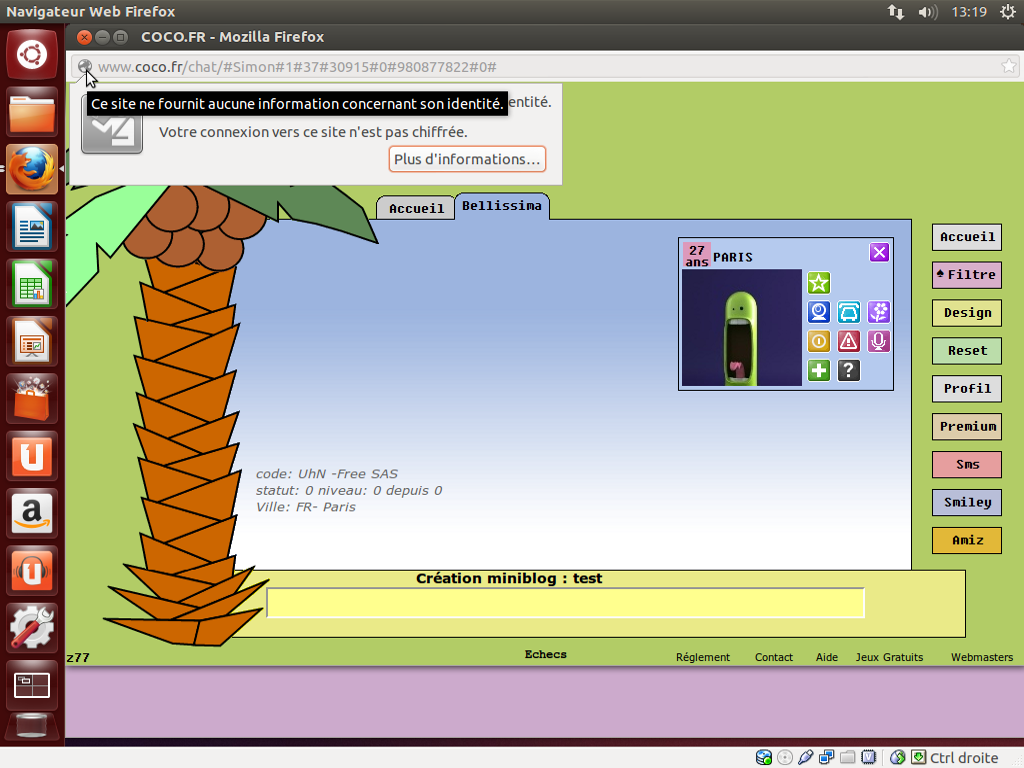 Navigateur Web Firefox
13:19
COCO.FR - Mozilla Firefox
www.coco.fr/chat/#Simon#1#37#30915#0#980877822#0#
Ce site ne fournit aucune information concernant son identité.
entité.
Votre connexion vers ce site n'est pas chiffrée.
Plus d'informations...
Accueil
Bellissima
27
ans
PARIS
Accueil
Filtre
Design
Reset
Profil
Premium
Sms
Smiley
Amiz
code: UhN -Free SAS
statut: 0 niveau: 0 depuis 0
Ville: FR- Paris
Création miniblog : test
z77
Echecs
Réglement
Contact
Aide
Jeux Gratuits
Webmasters
Ctrl droite